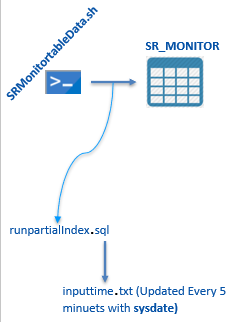 SRMonitortableData.sh
SR_MONITOR
runpartialIndex.sql
inputtime.txt (Updated Every 5
minuets with sysdate)